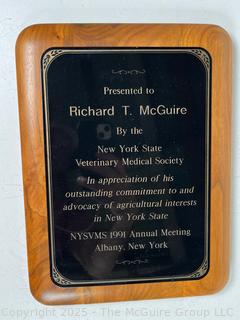 Presented to
Richard T. McGuire
By the
New York State
Veterinary Medical Society
In appreciation of his
outstanding commitment to and
advocacy of agricultural interests
in New York State
NYSVMS 1991 Annual Meeting
Albany, New York
Copyright 2025 - The McGuire Group LLC